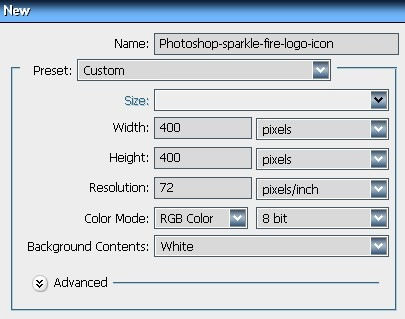 New
Name: Photoshop-sparkle-fire-logo-icon
Preset: Custom
Size:
Width: 400 pixels
Height: 400 pixels
Resolution: 72 pixels/inch
Color Mode: RGB Color 8 bit
Background Contents: White
Advanced